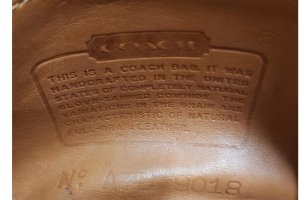 COACH
THIS IS A COACH BAG. IT WAS
HANDCRAFTED IN THE UNITED
STATES OF COMPLETELY NATURAL
GLOVE TANNED COWHIDE. THE
VARIATIONS IN THE GRAIN ARE
CHARACTERISTIC OF NATURAL
FULL-GRAIN LEATHER.
Nº 9018